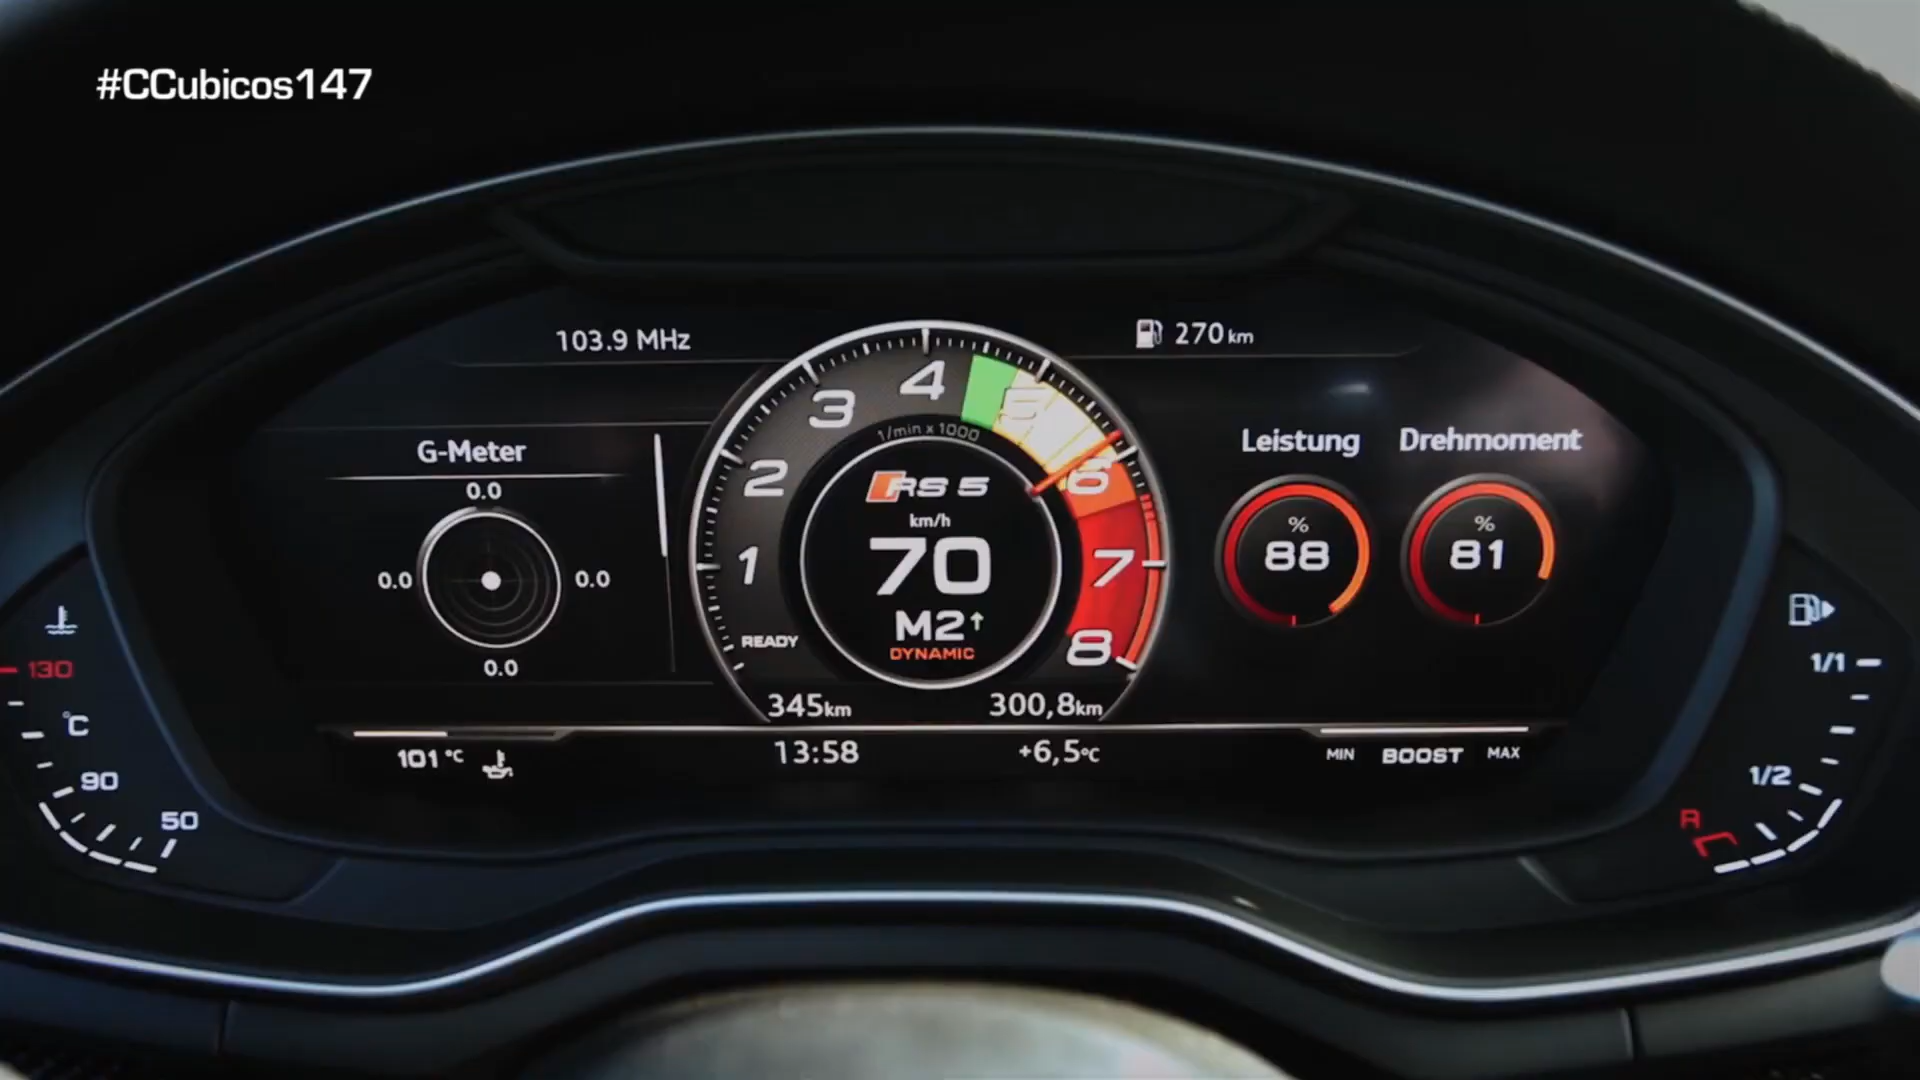 #CCubicos147
103.9 MHz
270 km
G-Meter
0.0
0.0
0.0
0.0
1
2
3
4
5
6
7
8
1/min x 1000
RS 5
km/h
70
M2↑
DYNAMIC
READY
345km
300,8km
Leistung
%
88
Drehmoment
%
81
130
°C
90
50
1/1
1/2
R
101 °C
13:58
+6,5°C
MIN BOOST MAX